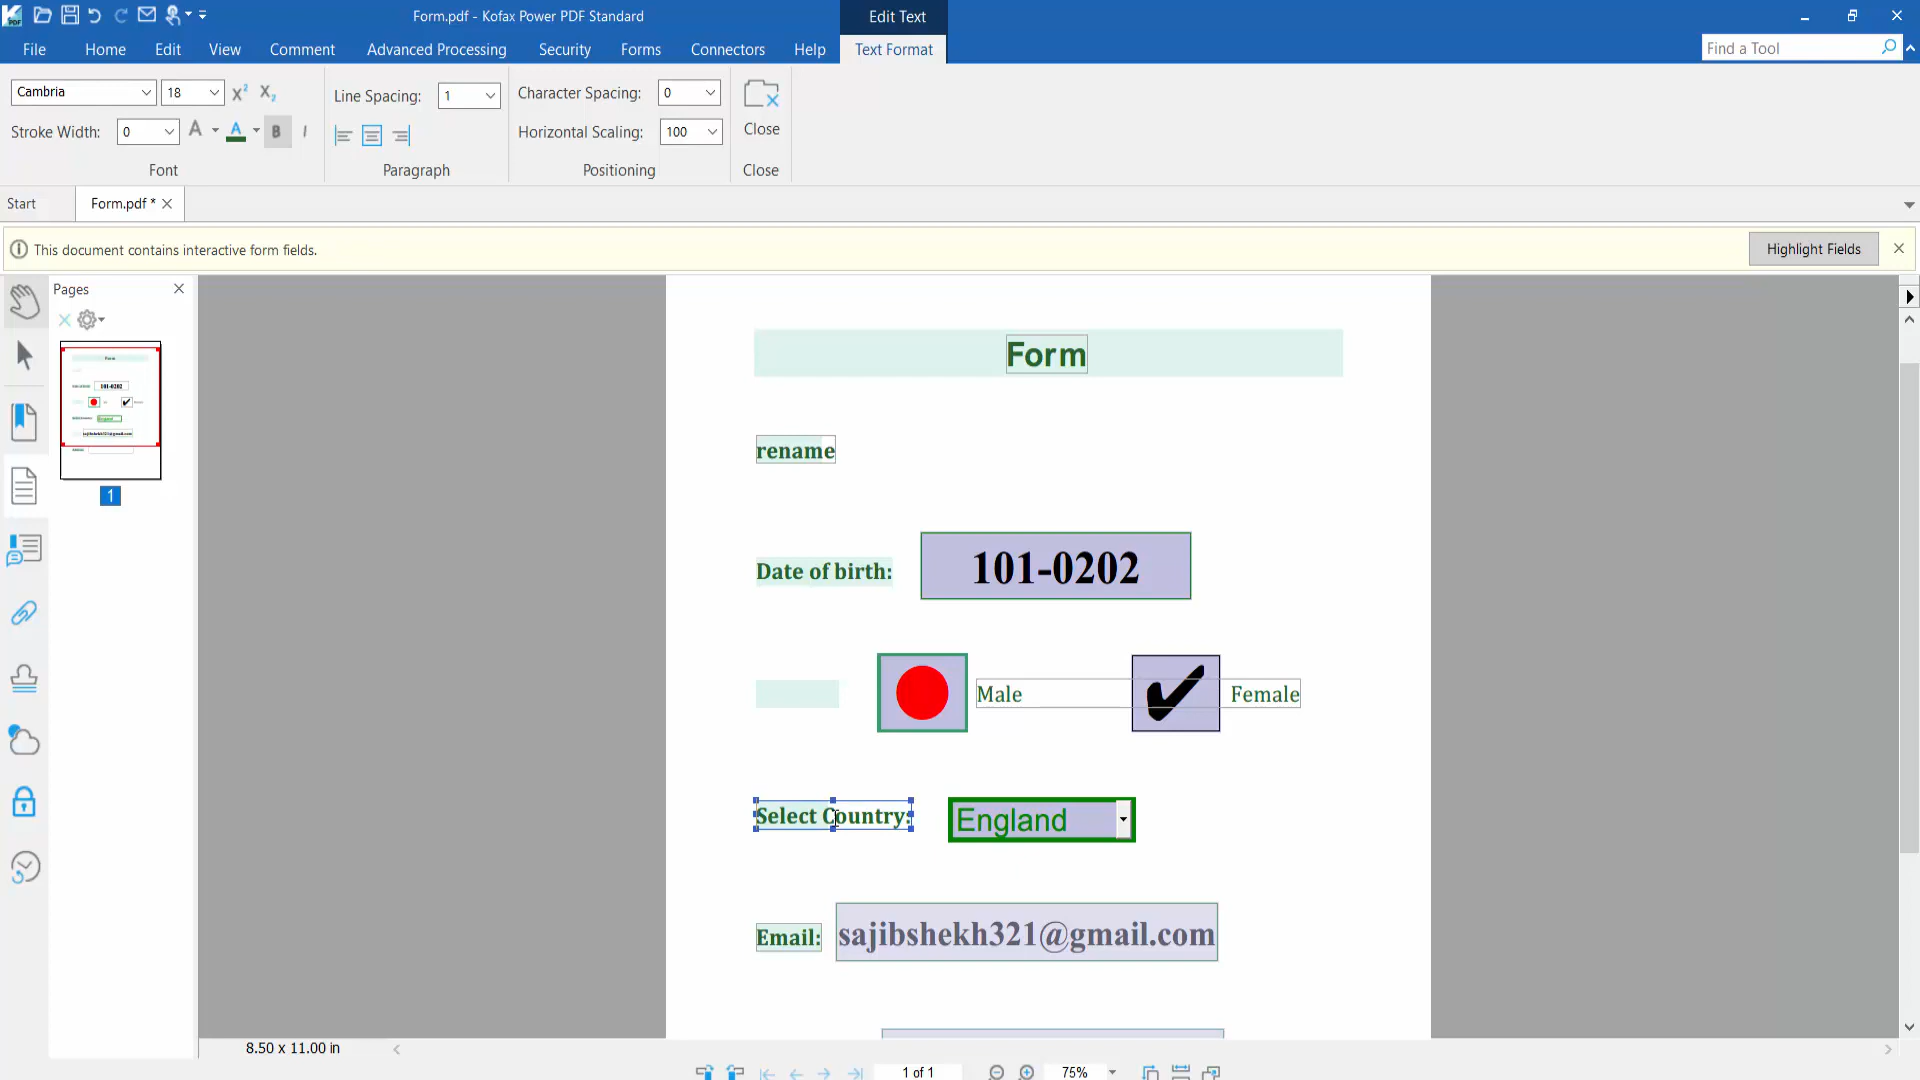 Form.pdf - Kofax Power PDF Standard
Edit Text
File Home Edit View Comment Advanced Processing Security Forms Connectors Help Text Format
Find a Tool
Cambria 18
Line Spacing: 1
Character Spacing: 0
Stroke Width: 0
Horizontal Scaling: 100
Close
Font Paragraph Positioning Close
Start Form.pdf *
This document contains interactive form fields.
Highlight Fields
Pages
1
Form
rename
Date of birth: 101-0202
Male Female
Select Country: England
Email: sajibshekh321@gmail.com
8.50 x 11.00 in
1 of 1
75%